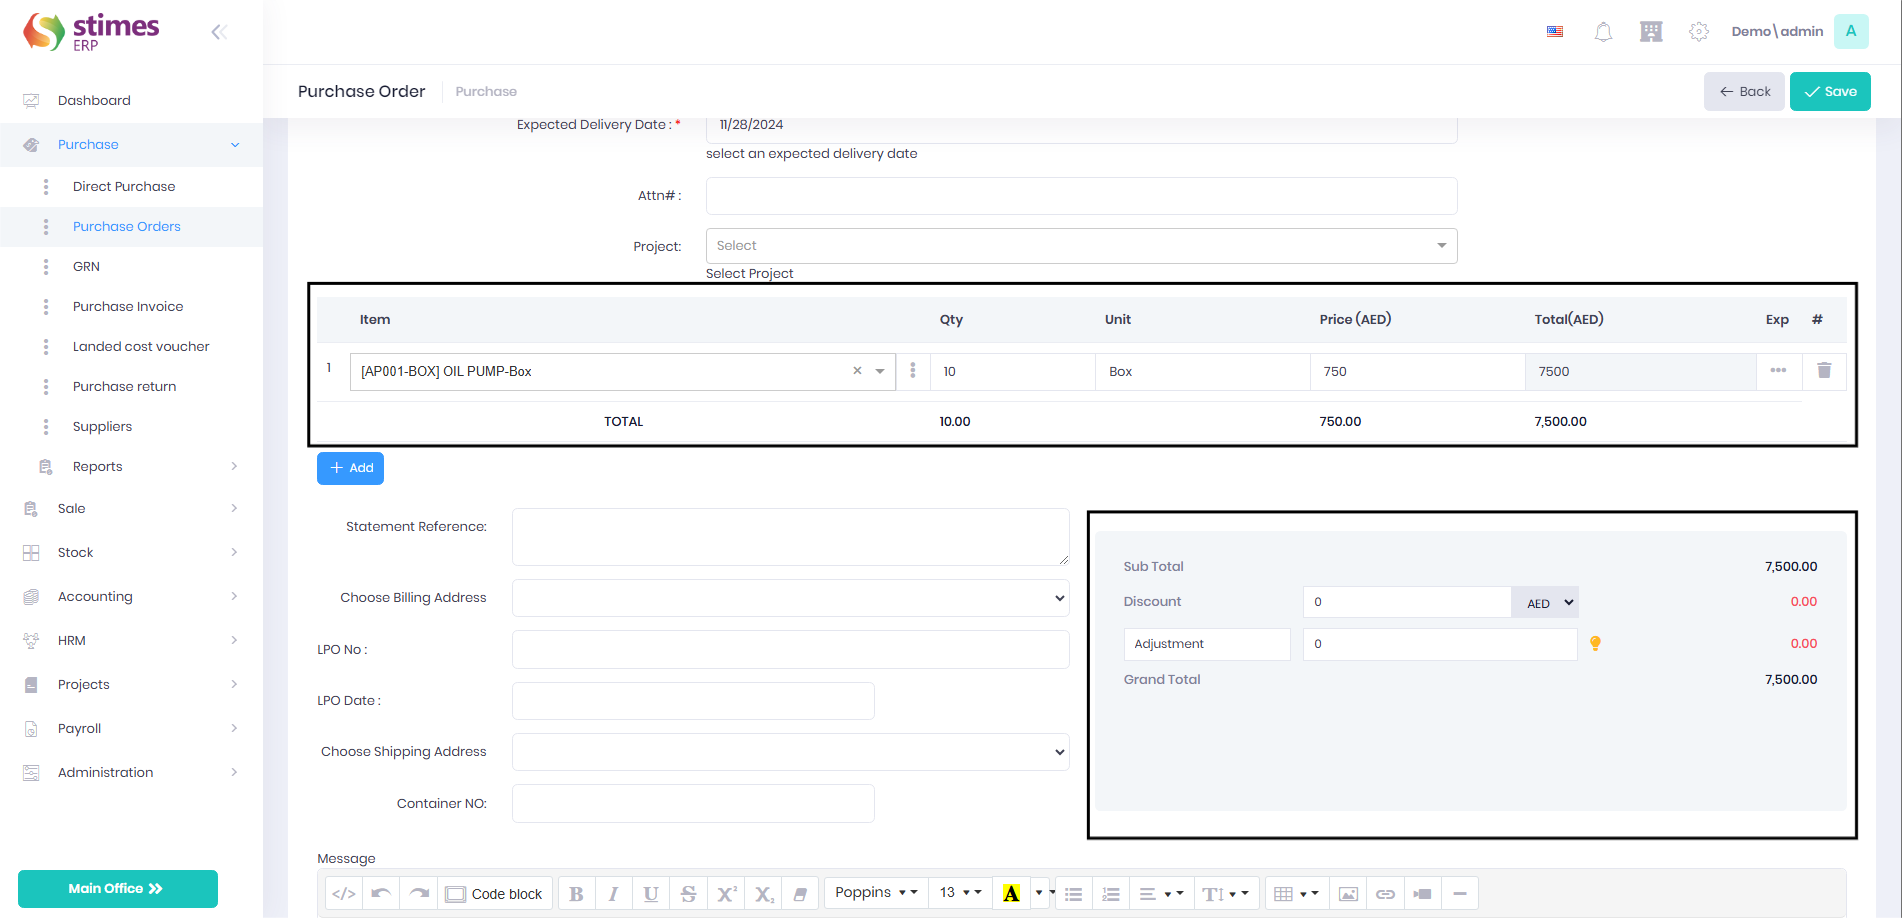 stimes
ERP
Demo\admin
A
Purchase Order
Purchase
Back
Save
Dashboard
Purchase
Direct Purchase
Purchase Orders
GRN
Purchase Invoice
Landed cost voucher
Purchase return
Suppliers
Reports
Sale
Stock
Accounting
HRM
Projects
Payroll
Administration
Main Office
Expected Delivery Date : *
11/28/2024
select an expected delivery date
Attn# :
Project:
Select
Select Project
Item Qty Unit Price (AED) Total(AED) Exp #
1 [AP001-BOX] OIL PUMP-Box × 10 Box 750 7500
TOTAL 10.00 750.00 7,500.00
+ Add
Statement Reference:
Choose Billing Address
LPO No :
LPO Date :
Choose Shipping Address
Container NO:
Sub Total 7,500.00
Discount 0 AED 0.00
Adjustment 0 0.00
Grand Total 7,500.00
Message
</> Code block B I U S X² X₂ Poppins 13 A T